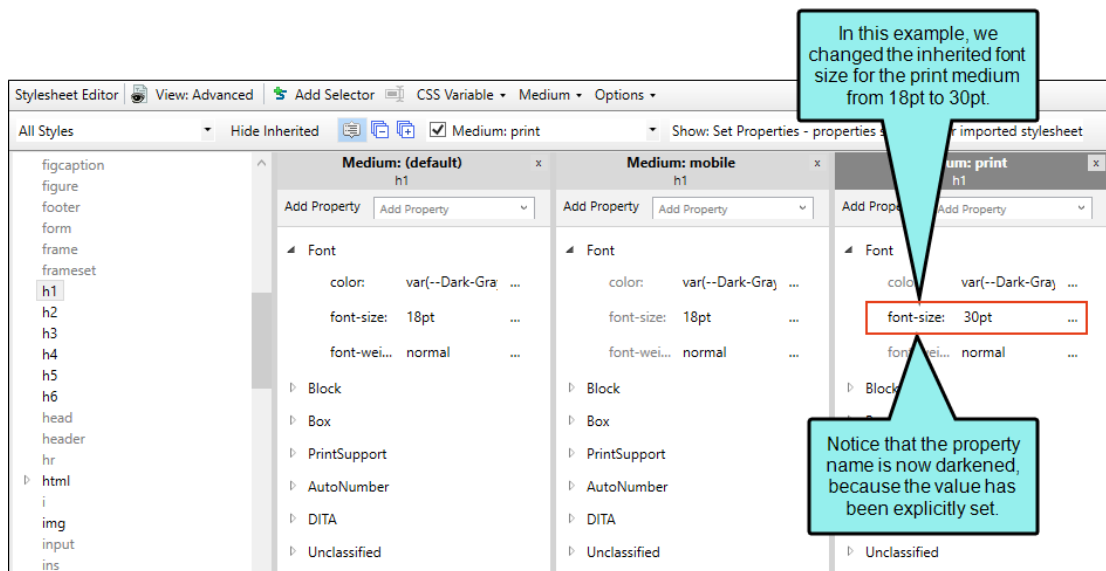 In this example, we
changed the inherited font
size for the print medium
from 18pt to 30pt.
Stylesheet Editor View: Advanced Add Selector CSS Variable Medium Options
All Styles Hide Inherited Medium: print Show: Set Properties - properties s r imported stylesheet
figcaption
figure
footer
form
frame
frameset
h1
h2
h3
h4
h5
h6
head
header
hr
html
i
img
input
ins
Medium: (default) x
h1
Add Property Add Property
Font
color: var(--Dark-Gra ...
font-size: 18pt ...
font-wei... normal ...
Block
Box
PrintSupport
AutoNumber
DITA
Unclassified
Medium: mobile x
h1
Add Property Add Property
Font
color: var(--Dark-Gray ...
font-size: 18pt ...
font-wei... normal ...
Block
Box
PrintSupport
AutoNumber
DITA
Unclassified
um: print x
h1
Add Prope Add Property
Font
colo var(--Dark-Gray ...
font-size: 30pt ...
fon wei... normal ...
Block
Unclassified
Notice that the property
name is now darkened,
because the value has
been explicitly set.